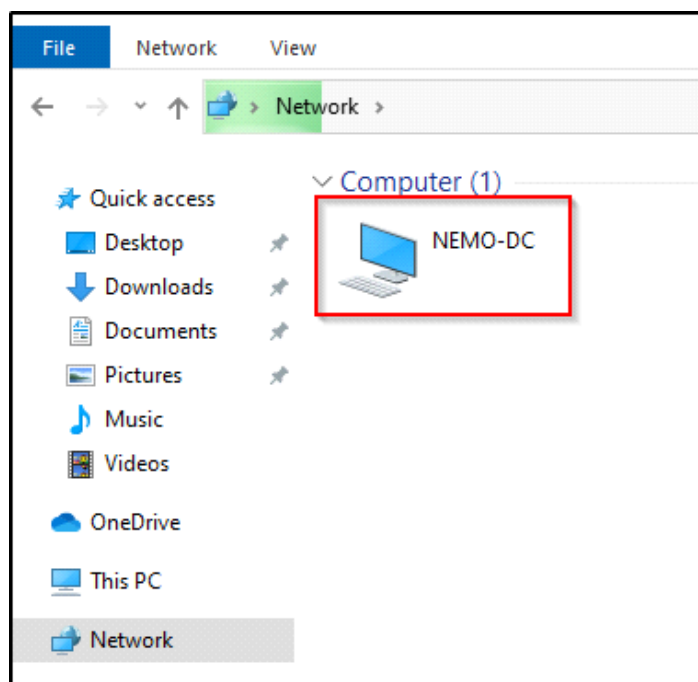 File Network View
Network
Computer (1)
NEMO-DC
Quick access
Desktop
Downloads
Documents
Pictures
Music
Videos
OneDrive
This PC
Network